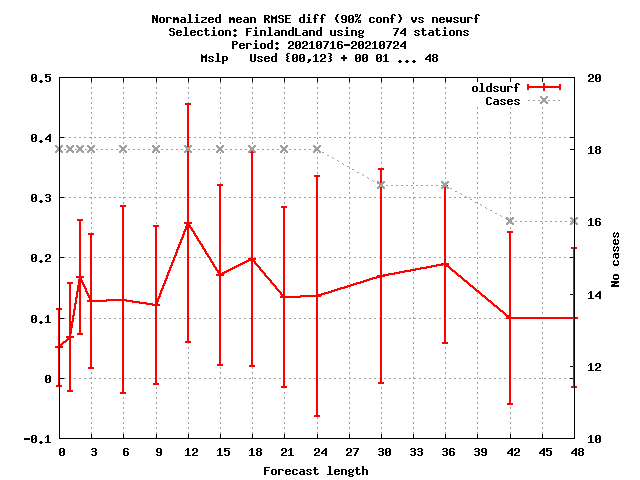 Normalized mean RMSE diff (90% conf) vs newsurf
Selection: FinlandLand using    74 stations
Period: 20210716-20210724
Mslp   Used {00,12} + 00 01 ... 48
0.5
0.4
0.3
0.2
0.1
0
-0.1
oldsurf
Cases
20
18
16
14
12
10
No cases
0 3 6 9 12 15 18 21 24 27 30 33 36 39 42 45 48
Forecast length